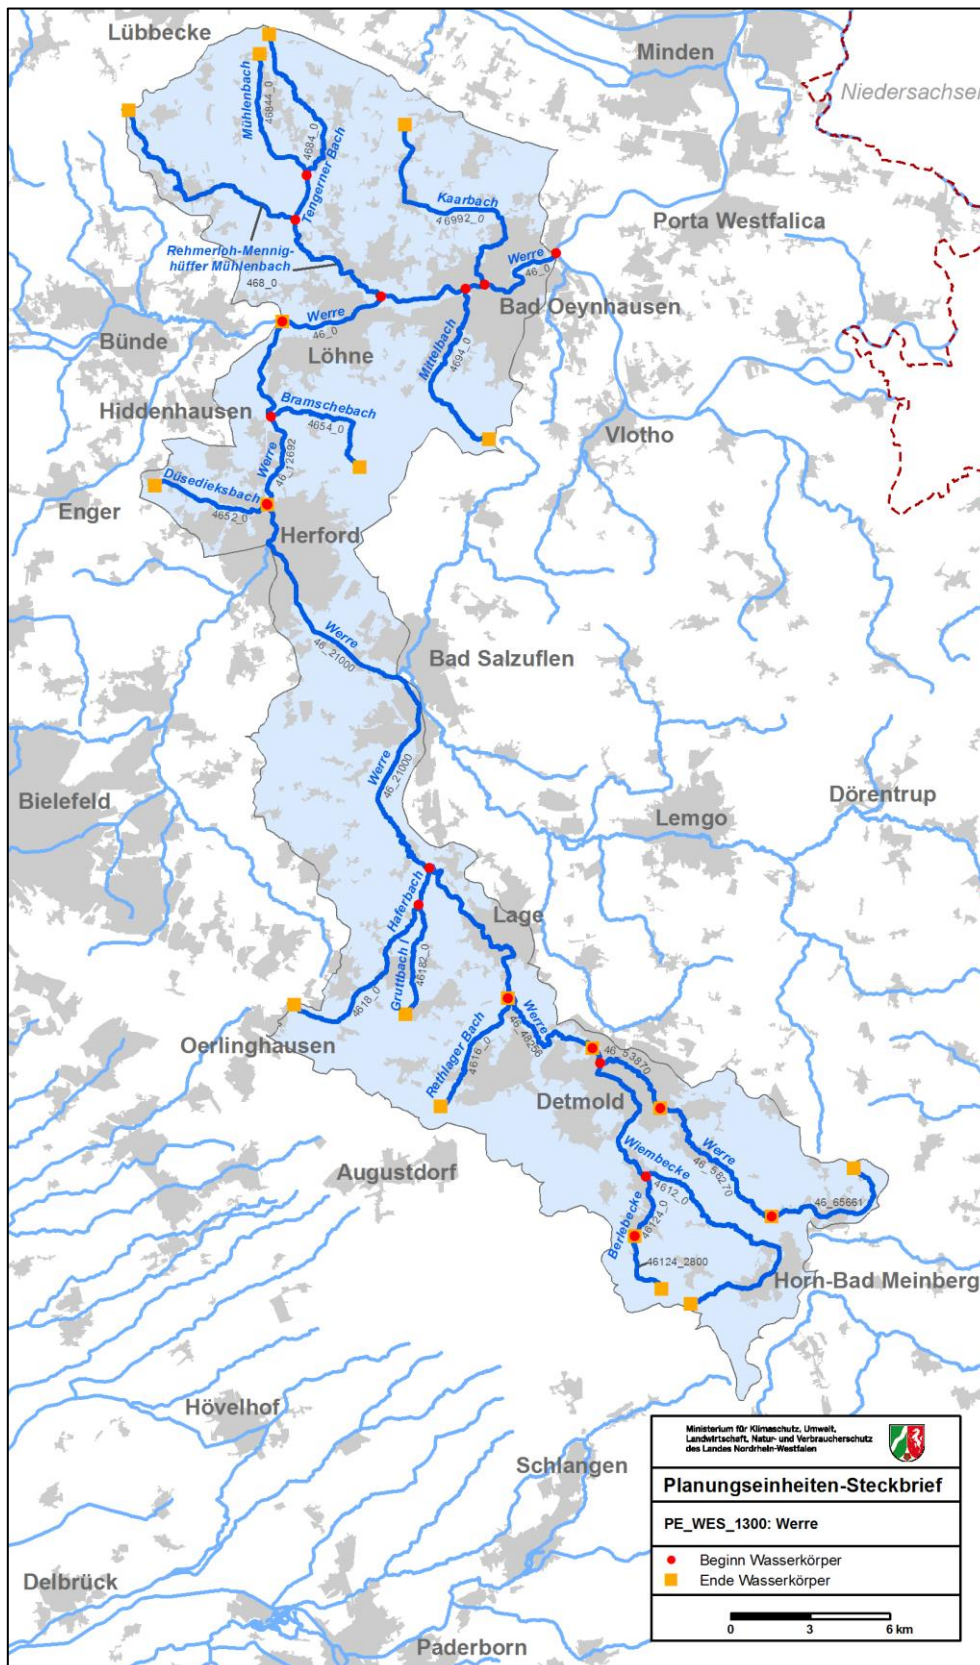 Lübbecke
Minden
Niedersachsen
Mühlenbach
46844_0
4684_0
Tengerner Bach
Kaarbach
46992_0
Porta Westfalica
Rehmerloh-Mennig-
hüffer Mühlenbach
468_0
Werre
46_0
Bad Oeynhausen
Werre
46_0
Bünde
Löhne
Mittelbach
4694_0
Hiddenhausen
Bramschebach
4654_0
Vlotho
Werre
46_12692
Düsedieksbach
4652_0
Enger
Herford
Werre
46_21000
Bad Salzuflen
Werre
46_21000
Bielefeld
Dörentrup
Lemgo
Haferbach
Lage
Gruttbach I
46182_0
4618_0
Oerlinghausen
Rethlager Bach
4616_0
Werre
46_48266
46_53870
Detmold
Werre
46_58270
Wiembecke
4612_0
46_65661
Augustdorf
Berlebecke
46124_0
46124_2800
Horn-Bad Meinberg
Hövelhof
Schlangen
Delbrück
Paderborn
Ministerium für Klimaschutz, Umwelt,
Landwirtschaft, Natur- und Verbraucherschutz
des Landes Nordrhein-Westfalen
Planungseinheiten-Steckbrief
PE_WES_1300: Werre
Beginn Wasserkörper
Ende Wasserkörper
0 3 6 km